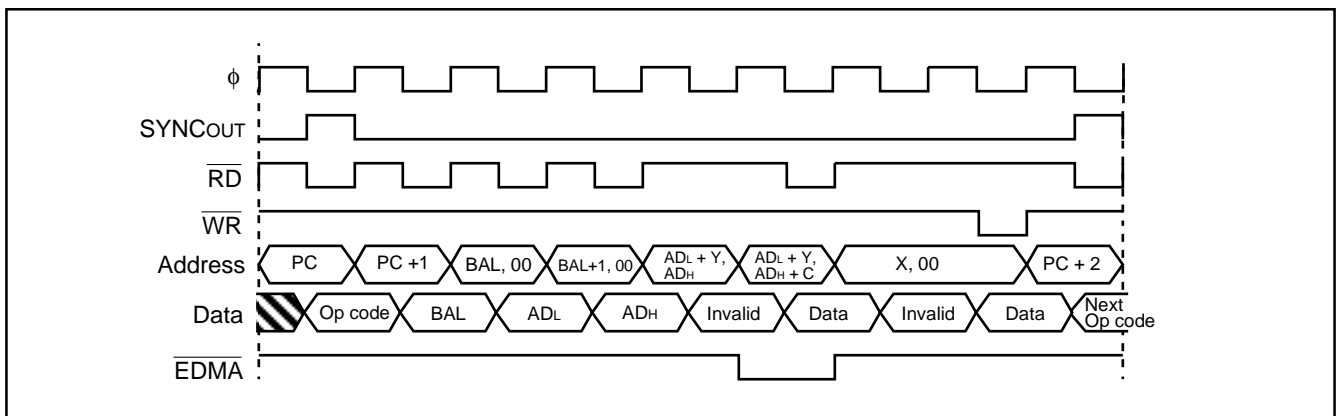 ϕ
SYNCOUT
RD
WR
Address PC PC +1 BAL, 00 BAL+1, 00 ADL + Y, ADH ADL + Y, ADH + C X, 00 PC + 2
Data Op code BAL ADL ADH Invalid Data Invalid Data Next Op code
EDMA